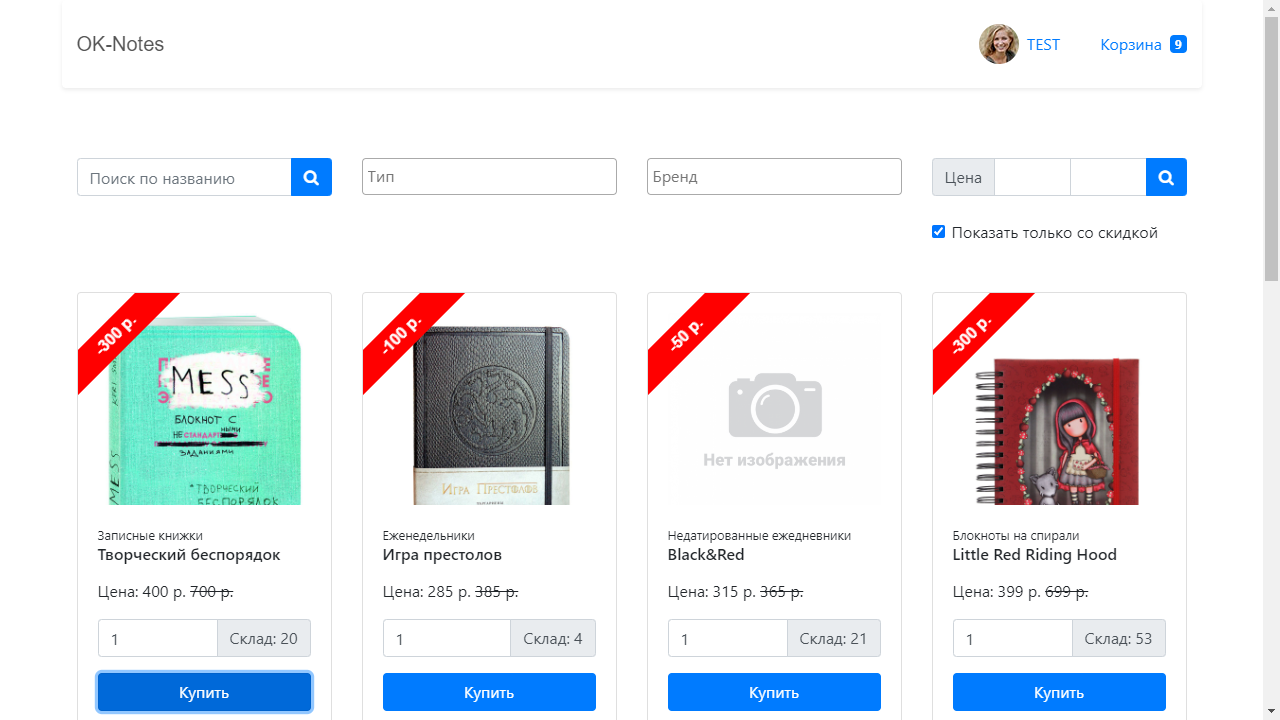 OK-Notes
TEST
Корзина 9
Поиск по названию
Тип
Бренд
Цена
Показать только со скидкой
-300 р.
MESS
БЛОКНОТ С
НЕСТАНДАРТНЫМИ
ЗАДАНИЯМИ
MESS
*ТВОРЧЕСКИЙ
БЕСПОРЯДОК
Записные книжки
Творческий беспорядок
Цена: 400 р. 700 р.
1
Склад: 20
Купить
-100 р.
ИГРА ПРЕСТОЛОВ
Еженедельники
Игра престолов
Цена: 285 р. 385 р.
1
Склад: 4
Купить
-50 р.
Нет изображения
Недатированные ежедневники
Black&Red
Цена: 315 р. 365 р.
1
Склад: 21
Купить
-300 р.
Блокноты на спирали
Little Red Riding Hood
Цена: 399 р. 699 р.
1
Склад: 53
Купить